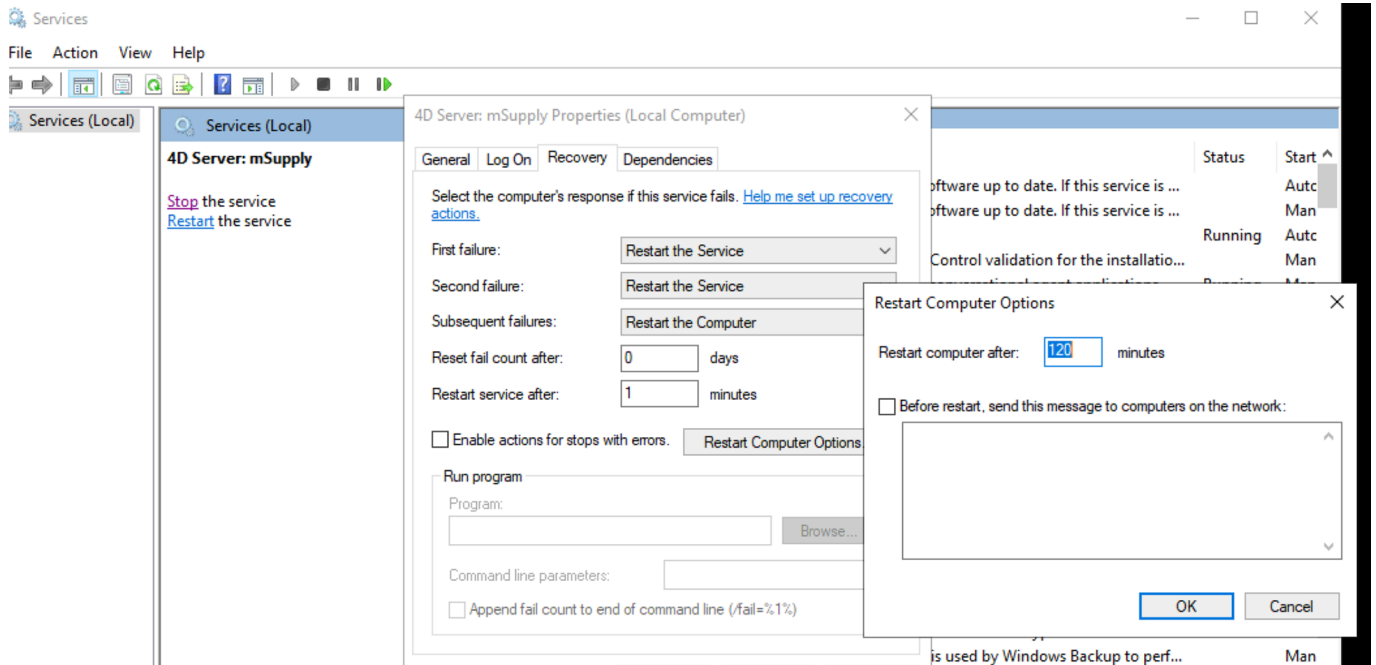 Services
File Action View Help
Services (Local)
Services (Local)
4D Server: mSupply
Stop the service
Restart the service
4D Server: mSupply Properties (Local Computer)
General Log On Recovery Dependencies
Select the computer's response if this service fails. Help me set up recovery
actions.
First failure: Restart the Service
Second failure: Restart the Service
Subsequent failures: Restart the Computer
Reset fail count after: 0 days
Restart service after: 1 minutes
Enable actions for stops with errors. Restart Computer Options
Run program
Program:
Browse...
Command line parameters:
Append fail count to end of command line (/fail=%1%)
Status Start
oftware up to date. If this service is ... Autc
oftware up to date. If this service is ... Man
Running Autc
Control validation for the installatio... Man
Restart Computer Options
Restart computer after: 120 minutes
Before restart, send this message to computers on the network:
OK Cancel
is used by Windows Backup to perf... Man